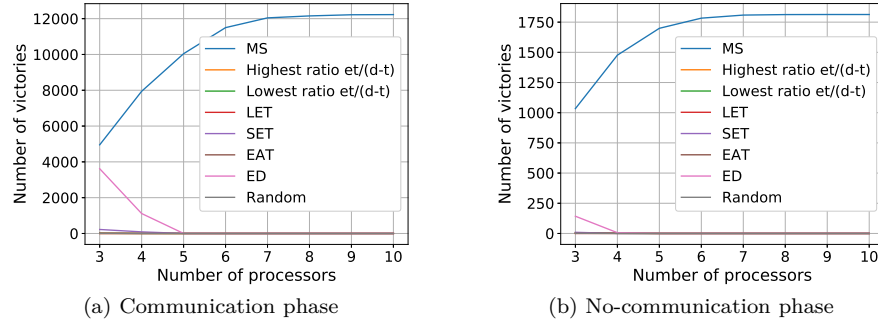 12000
10000
8000
6000
4000
2000
0
Number of victories
MS
Highest ratio et/(d-t)
Lowest ratio et/(d-t)
LET
SET
EAT
ED
Random
3 4 5 6 7 8 9 10
Number of processors
(a) Communication phase
1750
1500
1250
1000
750
500
250
0
Number of victories
MS
Highest ratio et/(d-t)
Lowest ratio et/(d-t)
LET
SET
EAT
ED
Random
3 4 5 6 7 8 9 10
Number of processors
(b) No-communication phase